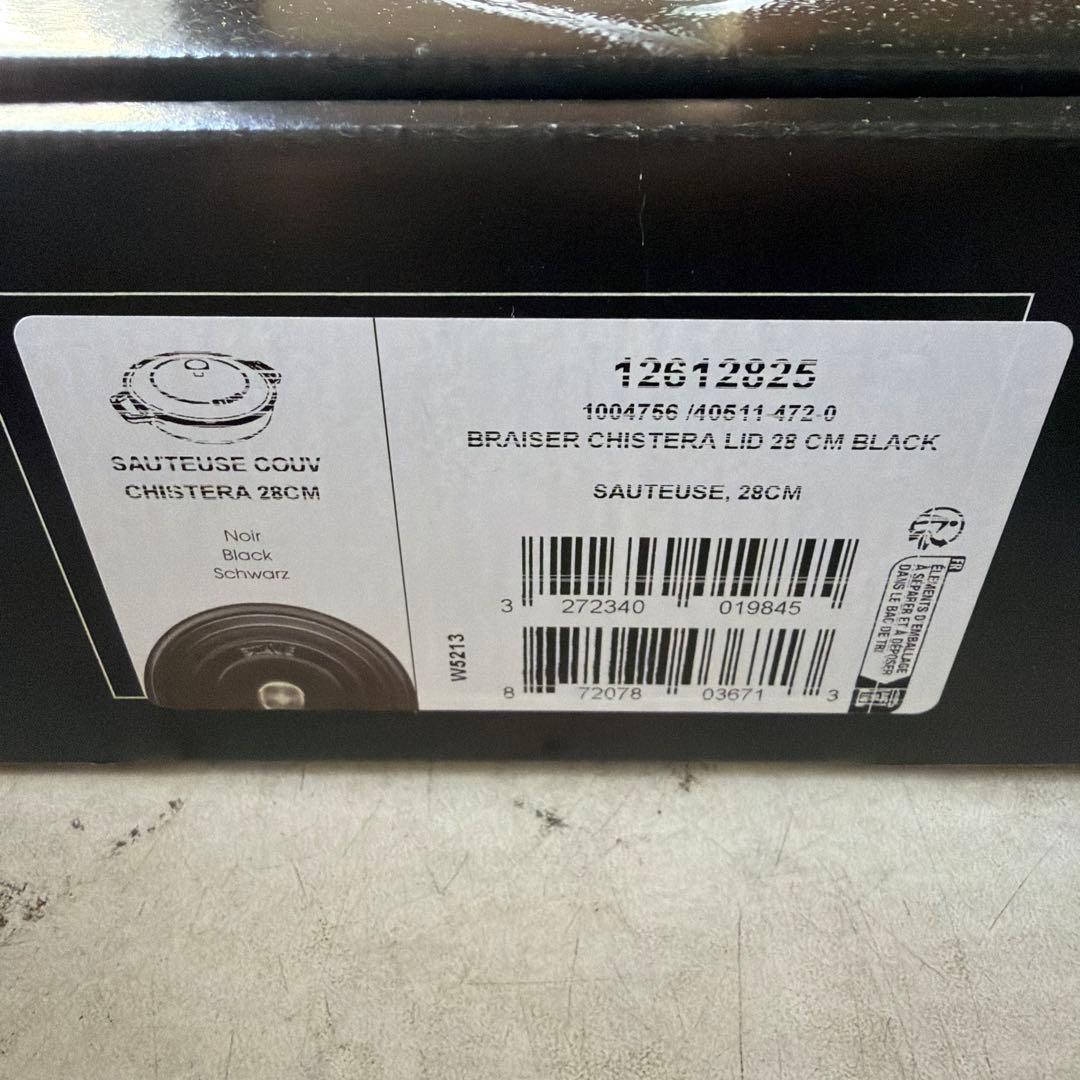 SAUTEUSE COUV
CHISTERA 28CM
Noir
Black
Schwarz
STAUB
12612825
1004756 /40511-472-0
BRAISER CHISTERA LID 28 CM BLACK
SAUTEUSE, 28CM
3 272340 019845
8 72078 03671 3
W5213
FR
ÉLÉMENTS D'EMBALLAGE
À SÉPARER ET À DÉPOSER
DANS LE BAC DE TRI